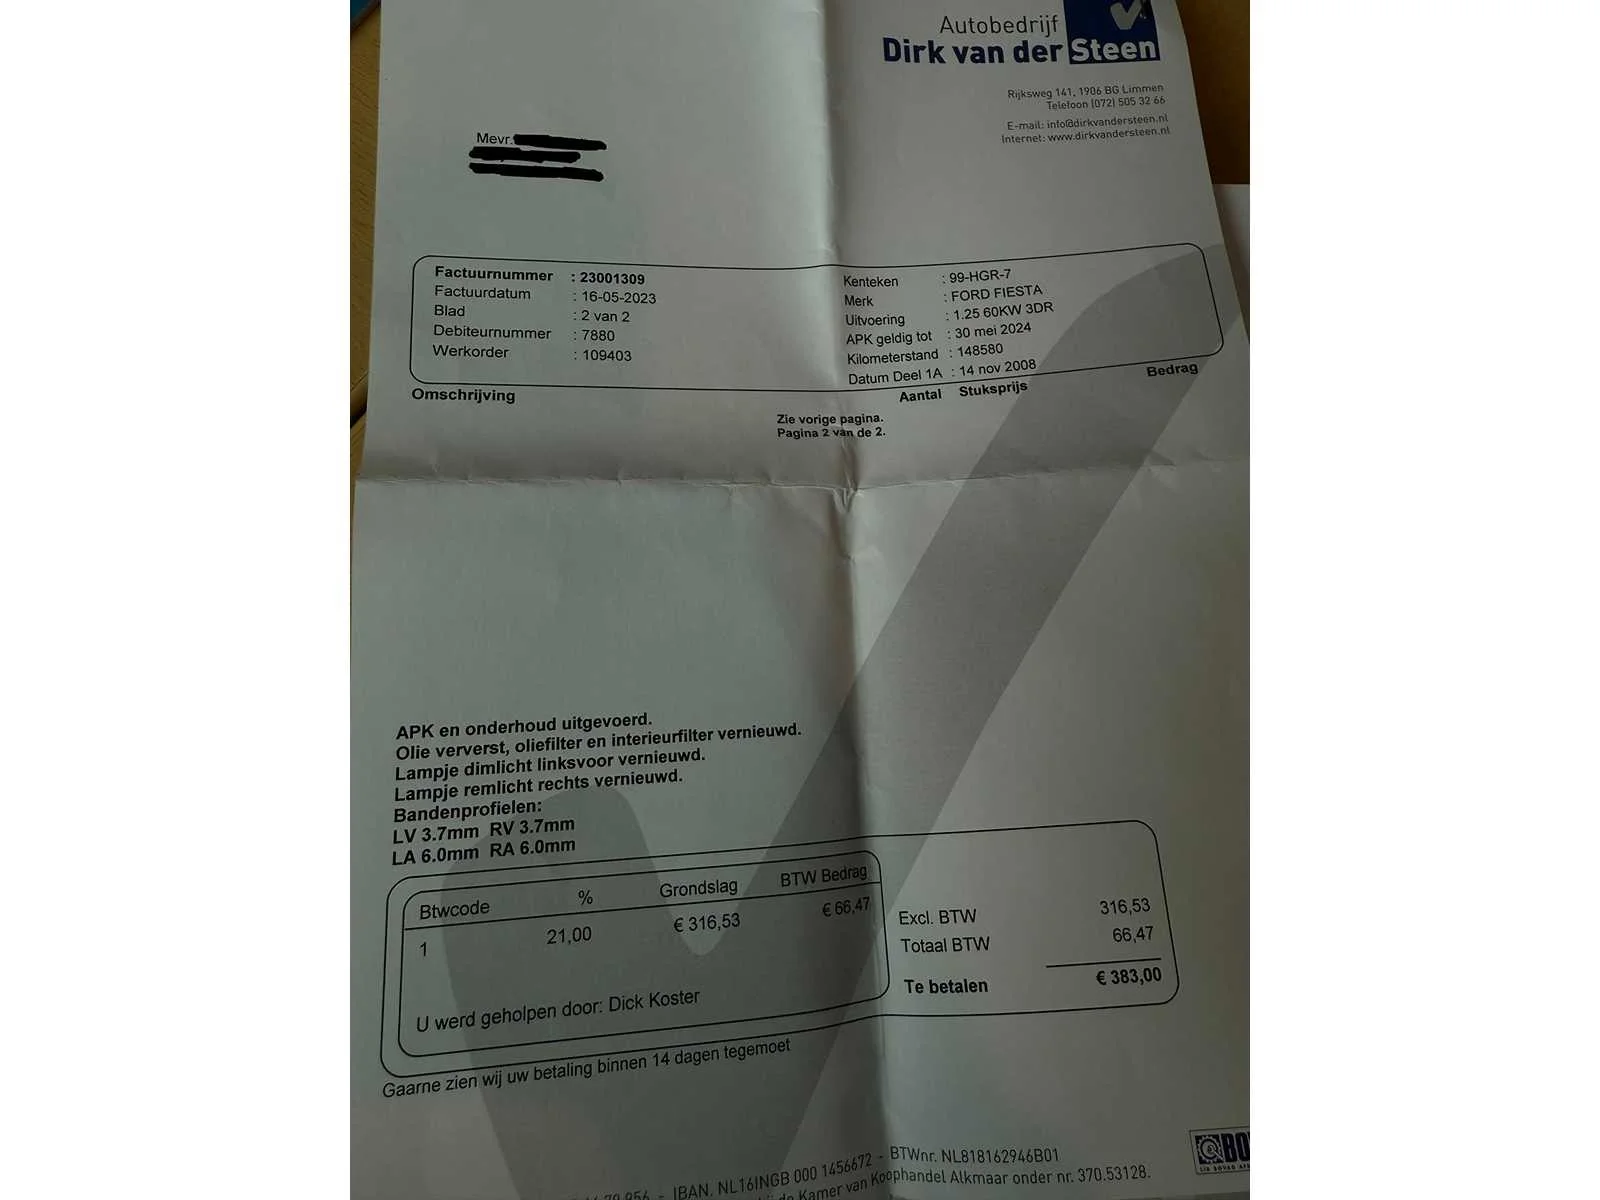 Autobedrijf
Dirk van der Steen
Rijksweg 141, 1906 BG Limmen
Telefoon (072) 505 32 66
E-mail: info@dirkvandersteen.nl
Internet: www.dirkvandersteen.nl
Mevr.
Factuurnummer : 23001309
Factuurdatum : 16-05-2023
Blad : 2 van 2
Debiteurnummer : 7880
Werkorder : 109403
Kenteken : 99-HGR-7
Merk : FORD FIESTA
Uitvoering : 1.25 60KW 3DR
APK geldig tot : 30 mei 2024
Kilometerstand : 148580
Datum Deel 1A : 14 nov 2008
Omschrijving Aantal Stuksprijs Bedrag
Zie vorige pagina.
Pagina 2 van de 2.
APK en onderhoud uitgevoerd.
Olie ververst, oliefilter en interieurfilter vernieuwd.
Lampje dimlicht linksvoor vernieuwd.
Lampje remlicht rechts vernieuwd.
Bandenprofielen:
LV 3.7mm RV 3.7mm
LA 6.0mm RA 6.0mm
Btwcode % Grondslag BTW Bedrag
1 21,00 € 316,53 € 66,47
U werd geholpen door: Dick Koster
Excl. BTW 316,53
Totaal BTW 66,47
Te betalen € 383,00
Gaarne zien wij uw betaling binnen 14 dagen tegemoet
956 - IBAN. NL16INGB 000 1456672 - BTWnr. NL818162946B01
de Kamer van Koophandel Alkmaar onder nr. 370.53128.